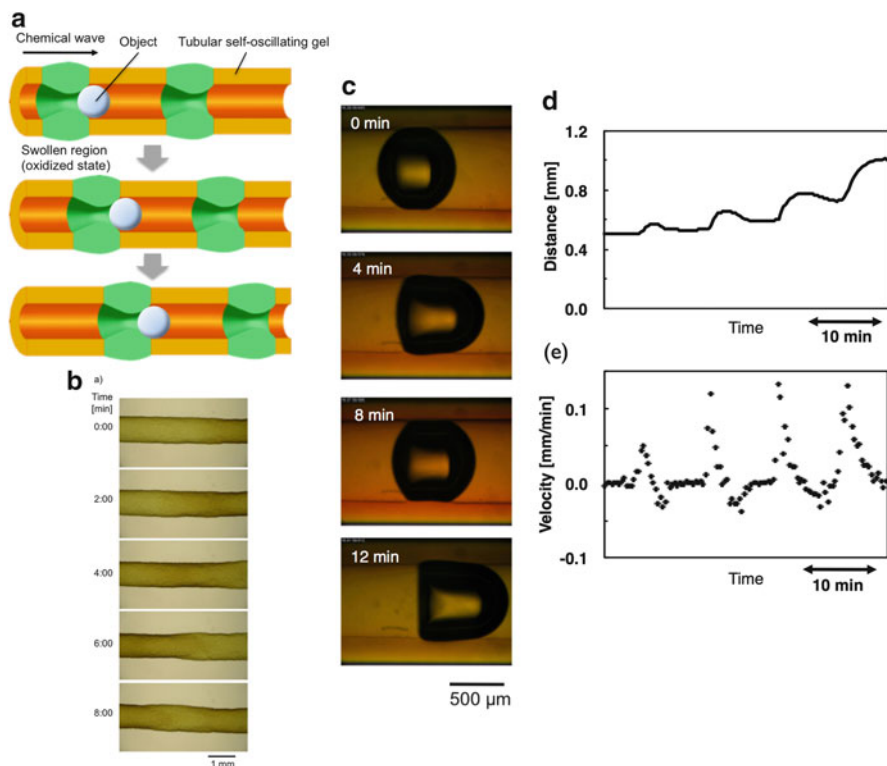 a
Chemical wave
Object
Tubular self-oscillating gel
Swollen region
(oxidized state)
b
a)
Time
[min]
0:00
2:00
4:00
6:00
8:00
1 mm
c
0 min
4 min
8 min
12 min
500 µm
d
1.2
0.8
0.4
0.0
Distance [mm]
Time
10 min
(e)
0.1
0.0
-0.1
Velocity [mm/min]
Time
10 min